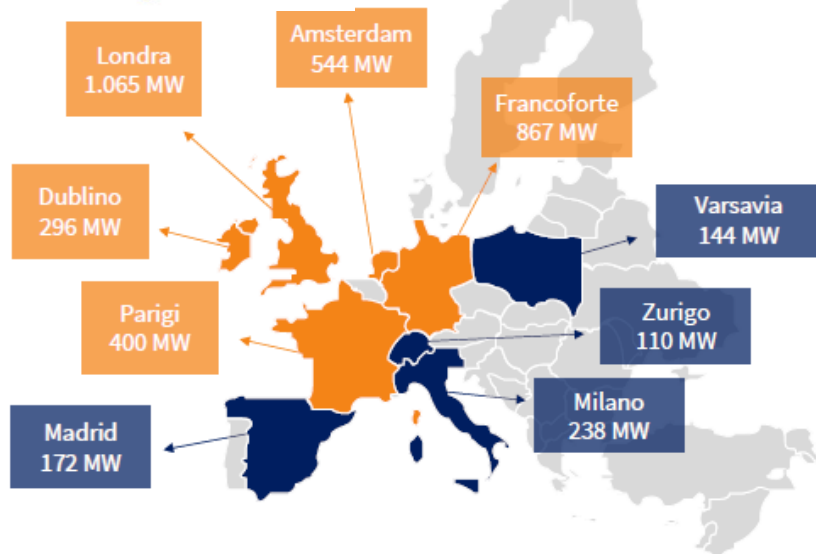 Londra
1.065 MW
Amsterdam
544 MW
Francoforte
867 MW
Dublino
296 MW
Varsavia
144 MW
Parigi
400 MW
Zurigo
110 MW
Madrid
172 MW
Milano
238 MW